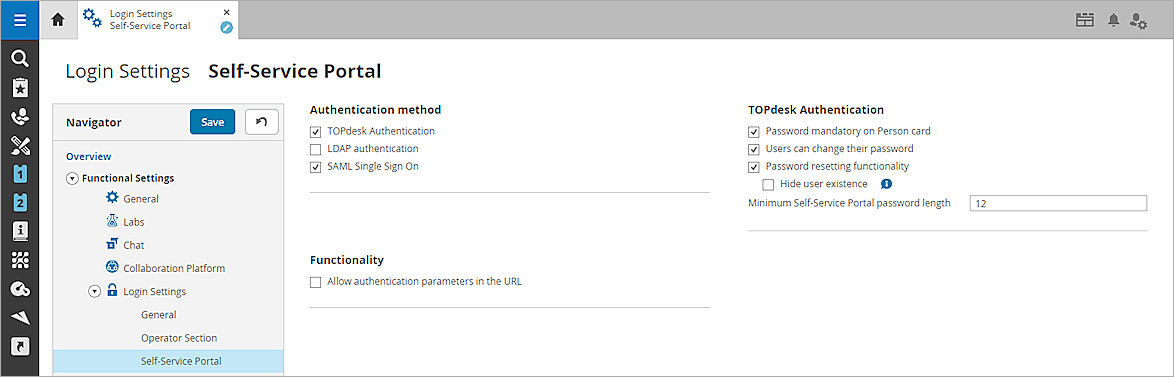 Login Settings
Self-Service Portal
Login Settings Self-Service Portal
Navigator
Save
Overview
Functional Settings
General
Labs
Chat
Collaboration Platform
Login Settings
General
Operator Section
Self-Service Portal
1
2
Authentication method
TOPdesk Authentication
LDAP authentication
SAML Single Sign On
Functionality
Allow authentication parameters in the URL
TOPdesk Authentication
Password mandatory on Person card
Users can change their password
Password resetting functionality
Hide user existence
Minimum Self-Service Portal password length 12